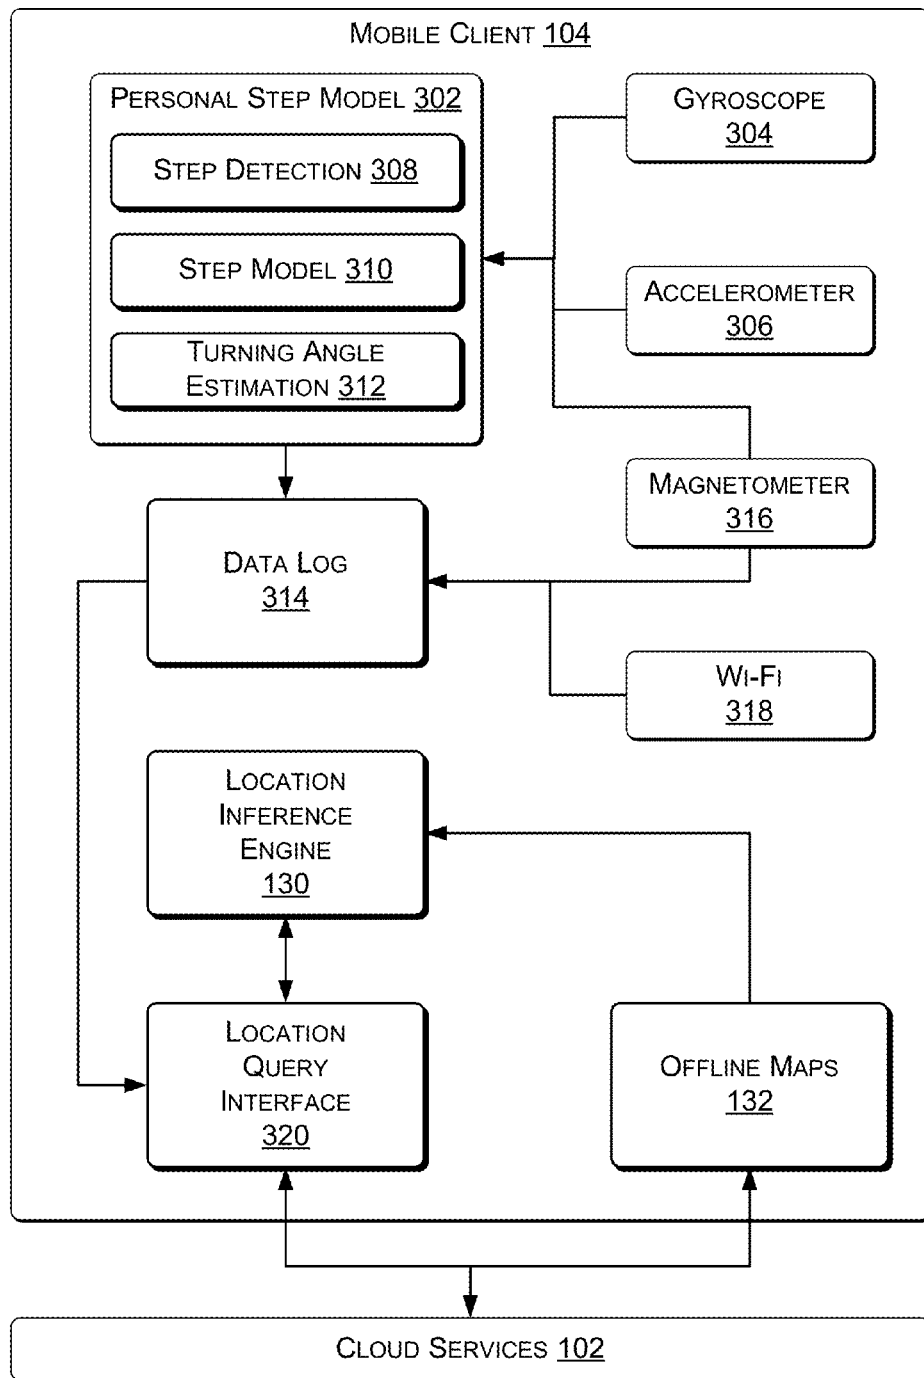 MOBILE CLIENT 104
PERSONAL STEP MODEL 302
STEP DETECTION 308
STEP MODEL 310
TURNING ANGLE
ESTIMATION 312
GYROSCOPE
304
ACCELEROMETER
306
MAGNETOMETER
316
DATA LOG
314
WI-FI
318
LOCATION
INFERENCE
ENGINE
130
LOCATION
QUERY
INTERFACE
320
OFFLINE MAPS
132
CLOUD SERVICES 102